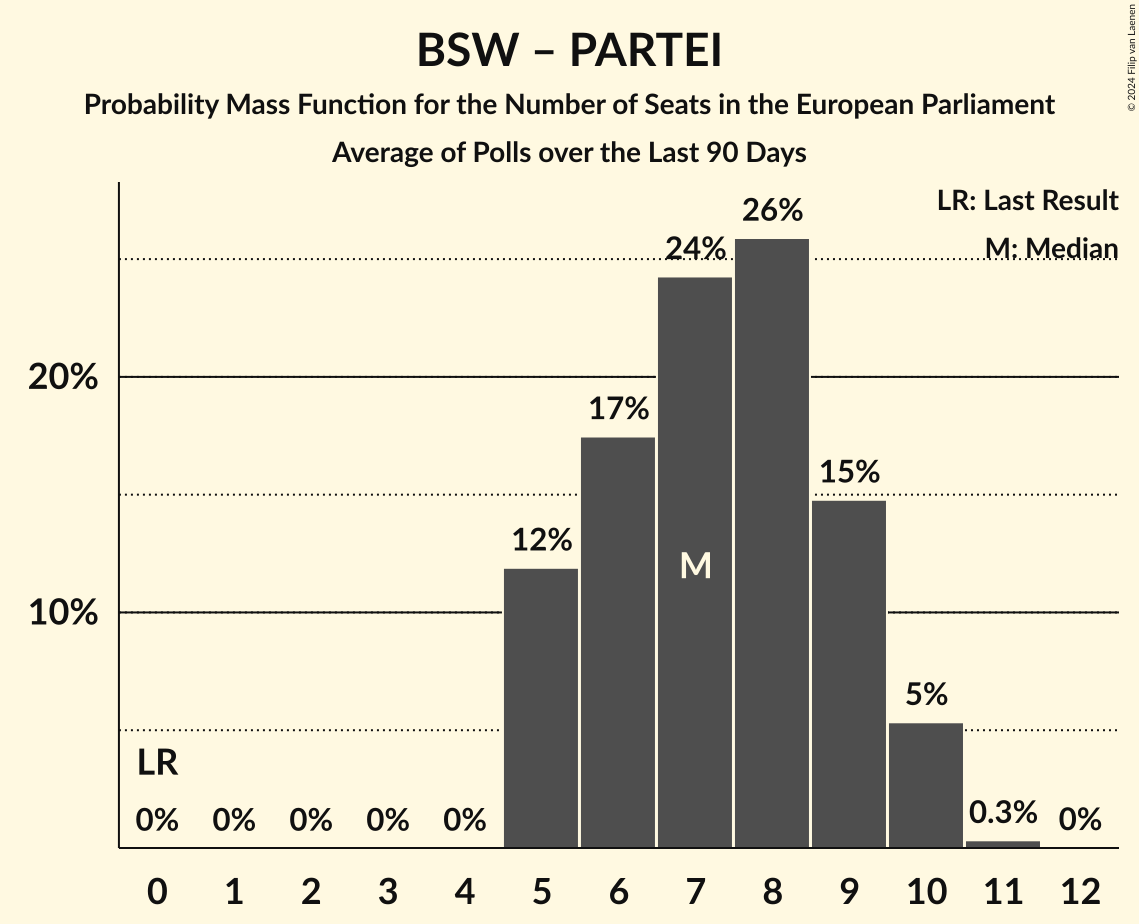 BSW – PARTEI
Probability Mass Function for the Number of Seats in the European Parliament
Average of Polls over the Last 90 Days
© 2024 Filip van Laenen
LR: Last Result
M: Median
26%
24%
20%
17%
15%
12%
M
10%
5%
LR
0% 0% 0% 0% 0% 0.3% 0%
0 1 2 3 4 5 6 7 8 9 10 11 12